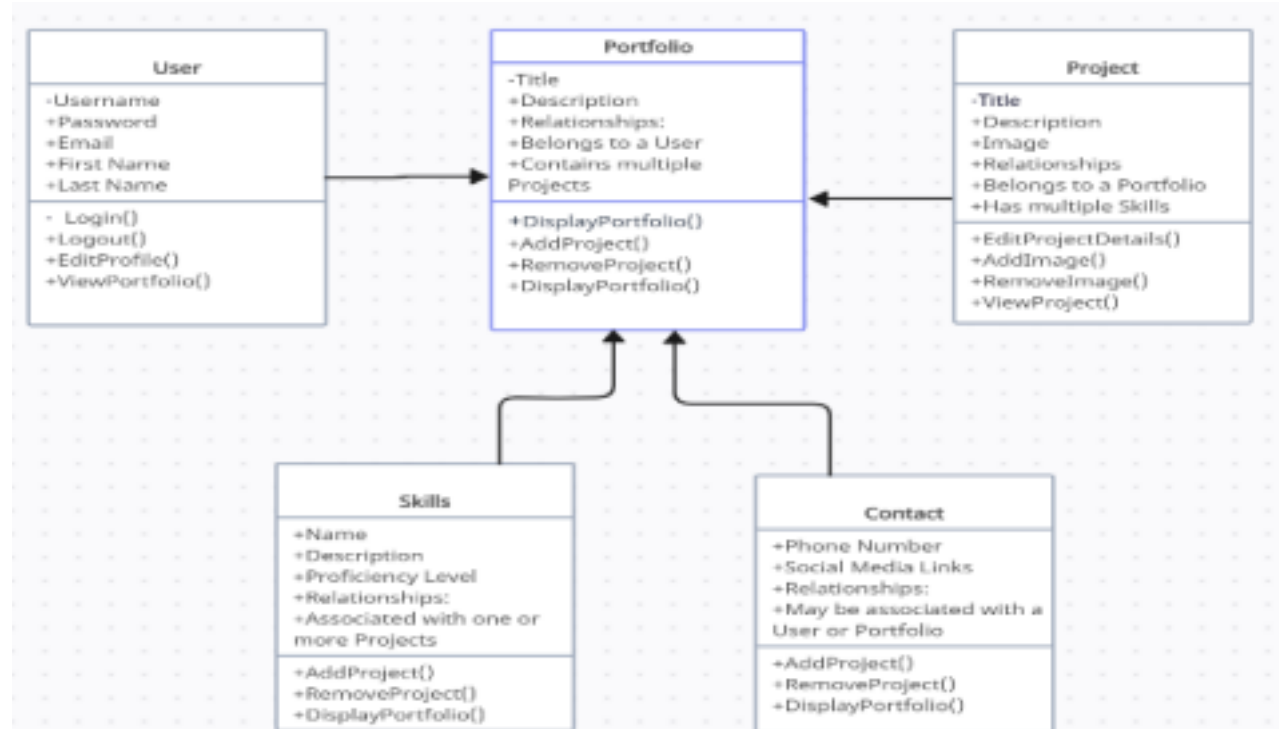 User
-Username
+Password
+Email
+First Name
+Last Name
- Login()
+Logout()
+EditProfile()
+ViewPortfolio()
Portfolio
-Title
+Description
+Relationships:
+Belongs to a User
+Contains multiple
Projects
+DisplayPortfolio()
+AddProject()
+RemoveProject()
+DisplayPortfolio()
Project
-Title
+Description
+Image
+Relationships
+Belongs to a Portfolio
+Has multiple Skills
+EditProjectDetails()
+AddImage()
+RemoveImage()
+ViewProject()
Skills
+Name
+Description
+Proficiency Level
+Relationships:
+Associated with one or
more Projects
+AddProject()
+RemoveProject()
+DisplayPortfolio()
Contact
+Phone Number
+Social Media Links
+Relationships:
+May be associated with a
User or Portfolio
+AddProject()
+RemoveProject()
+DisplayPortfolio()